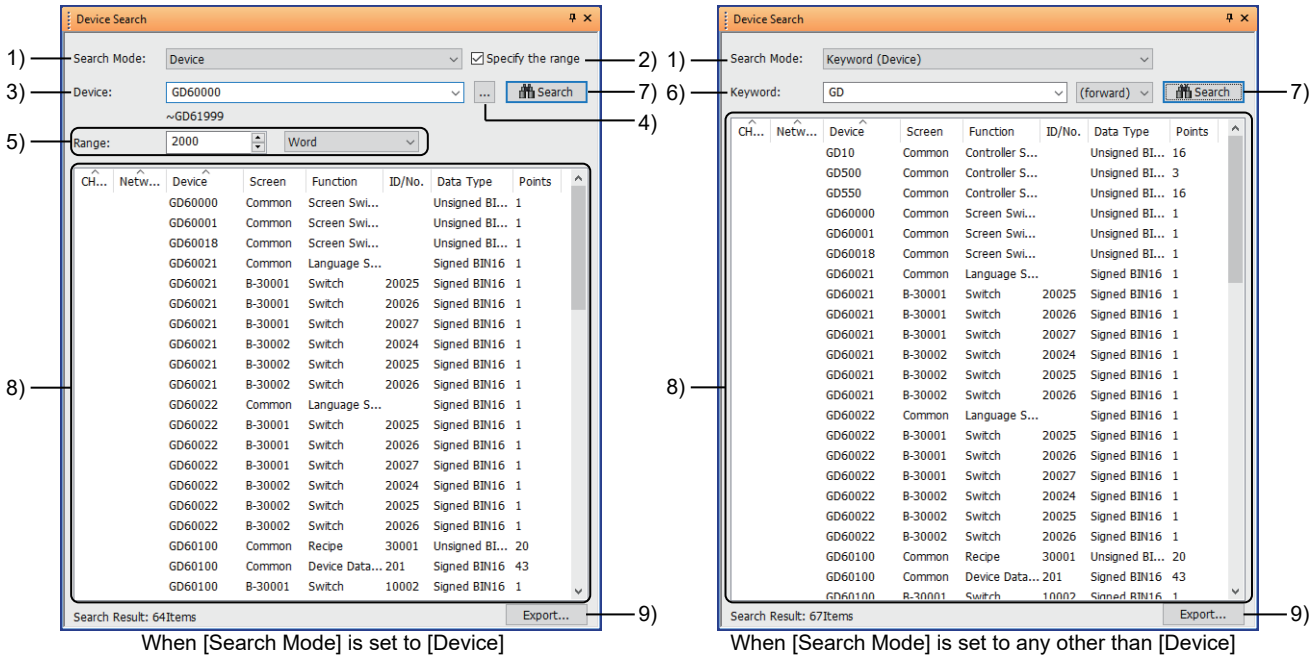 Device Search
1) Search Mode: Device Specify the range 2)
3) Device: GD60000 ... Search 7)
~GD61999 4)
5) Range: 2000 Word
CH... Netw... Device Screen Function ID/No. Data Type Points
GD60000 Common Screen Swi... Unsigned BI... 1
GD60001 Common Screen Swi... Unsigned BI... 1
GD60018 Common Screen Swi... Unsigned BI... 1
GD60021 Common Language S... Signed BIN16 1
GD60021 B-30001 Switch 20025 Signed BIN16 1
GD60021 B-30001 Switch 20026 Signed BIN16 1
GD60021 B-30001 Switch 20027 Signed BIN16 1
GD60021 B-30002 Switch 20024 Signed BIN16 1
GD60021 B-30002 Switch 20025 Signed BIN16 1
8) GD60021 B-30002 Switch 20026 Signed BIN16 1
GD60022 Common Language S... Signed BIN16 1
GD60022 B-30001 Switch 20025 Signed BIN16 1
GD60022 B-30001 Switch 20026 Signed BIN16 1
GD60022 B-30001 Switch 20027 Signed BIN16 1
GD60022 B-30002 Switch 20024 Signed BIN16 1
GD60022 B-30002 Switch 20025 Signed BIN16 1
GD60022 B-30002 Switch 20026 Signed BIN16 1
GD60100 Common Recipe 30001 Unsigned BI... 20
GD60100 Common Device Data... 201 Signed BIN16 43
GD60100 B-30001 Switch 10002 Signed BIN16 1
Search Result: 64Items Export... 9)
When [Search Mode] is set to [Device]
Device Search
1) Search Mode: Keyword (Device)
6) Keyword: GD (forward) Search 7)
CH... Netw... Device Screen Function ID/No. Data Type Points
GD10 Common Controller S... Unsigned BI... 16
GD500 Common Controller S... Unsigned BI... 3
GD550 Common Controller S... Unsigned BI... 16
GD60000 Common Screen Swi... Unsigned BI... 1
GD60001 Common Screen Swi... Unsigned BI... 1
GD60018 Common Screen Swi... Unsigned BI... 1
GD60021 Common Language S... Signed BIN16 1
GD60021 B-30001 Switch 20025 Signed BIN16 1
GD60021 B-30001 Switch 20026 Signed BIN16 1
GD60021 B-30001 Switch 20027 Signed BIN16 1
GD60021 B-30002 Switch 20024 Signed BIN16 1
GD60021 B-30002 Switch 20025 Signed BIN16 1
8) GD60021 B-30002 Switch 20026 Signed BIN16 1
GD60022 Common Language S... Signed BIN16 1
GD60022 B-30001 Switch 20025 Signed BIN16 1
GD60022 B-30001 Switch 20026 Signed BIN16 1
GD60022 B-30001 Switch 20027 Signed BIN16 1
GD60022 B-30002 Switch 20024 Signed BIN16 1
GD60022 B-30002 Switch 20025 Signed BIN16 1
GD60022 B-30002 Switch 20026 Signed BIN16 1
GD60100 Common Recipe 30001 Unsigned BI... 20
GD60100 Common Device Data... 201 Signed BIN16 43
GD60100 B-30001 Switch 10002 Signed BIN16 1
Search Result: 67Items Export... 9)
When [Search Mode] is set to any other than [Device]